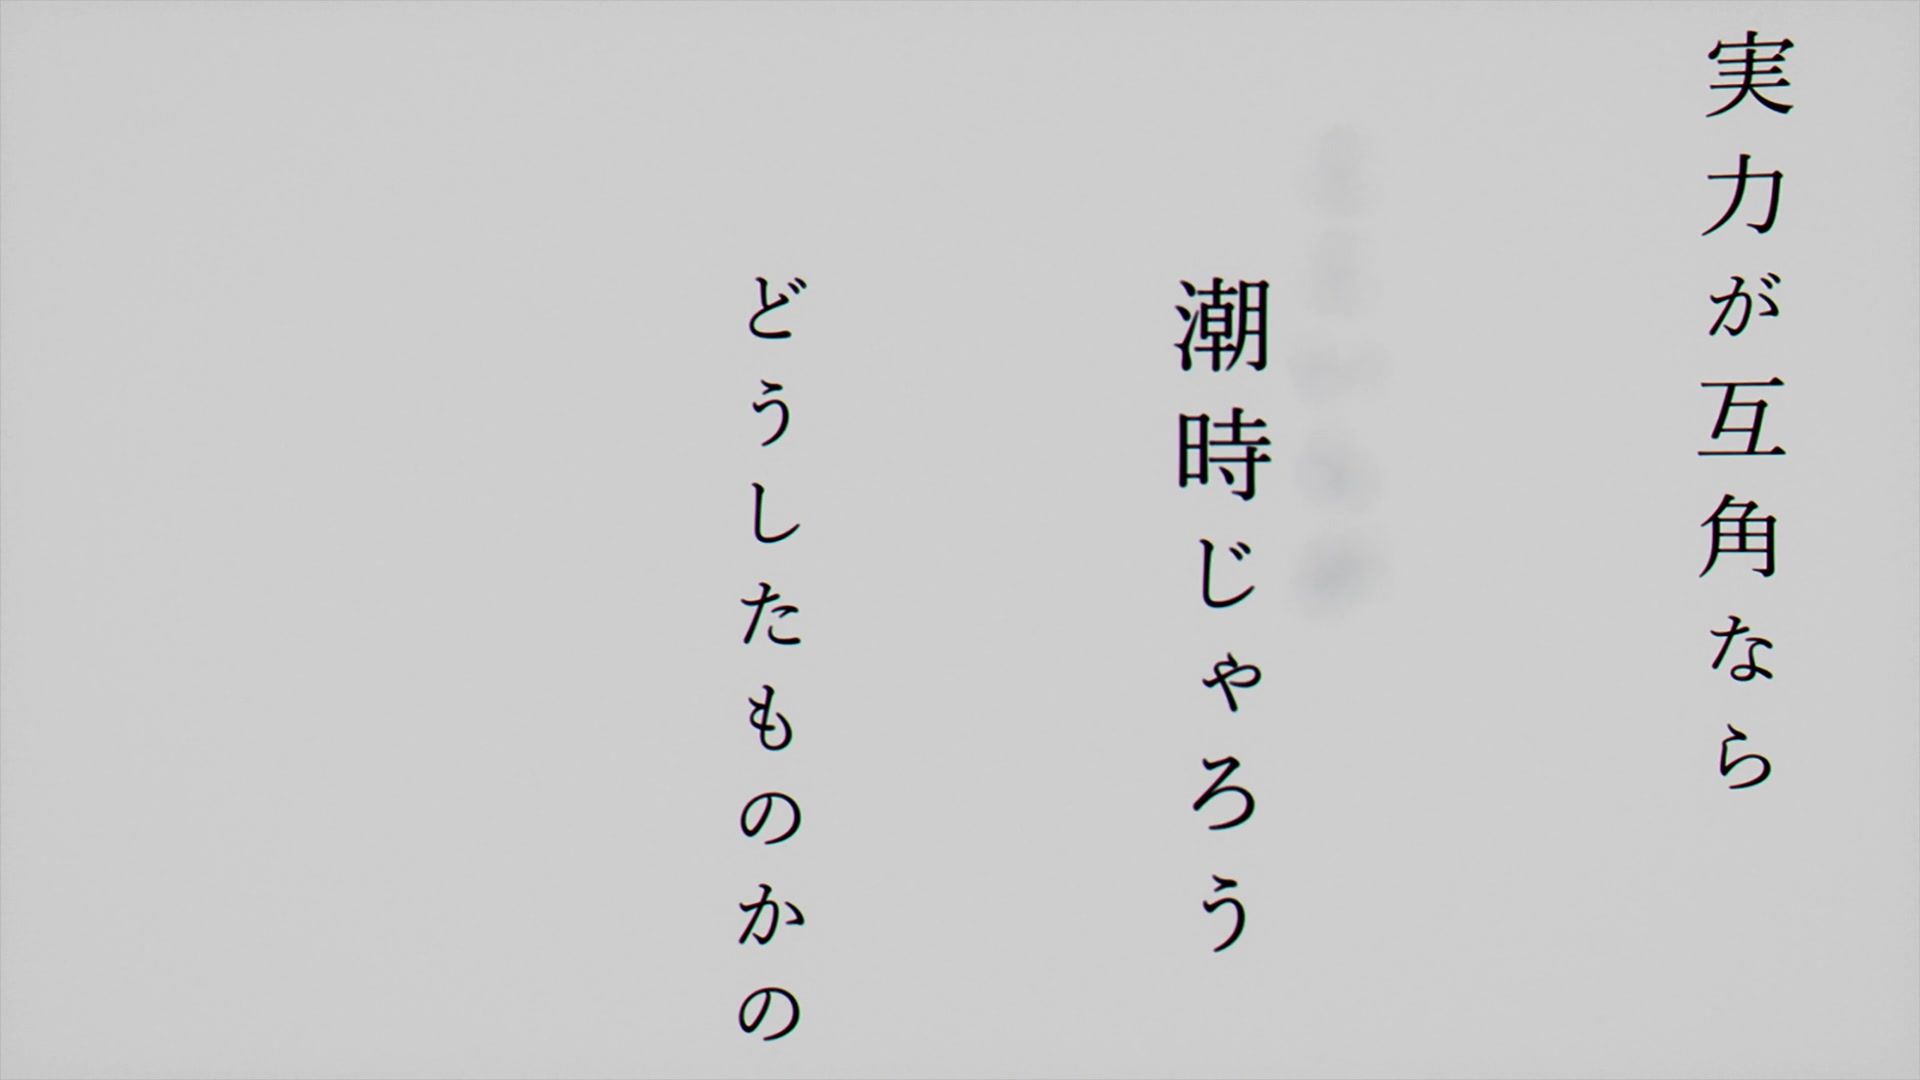 実力が互角なら
潮時じゃろう
どうしたものかの